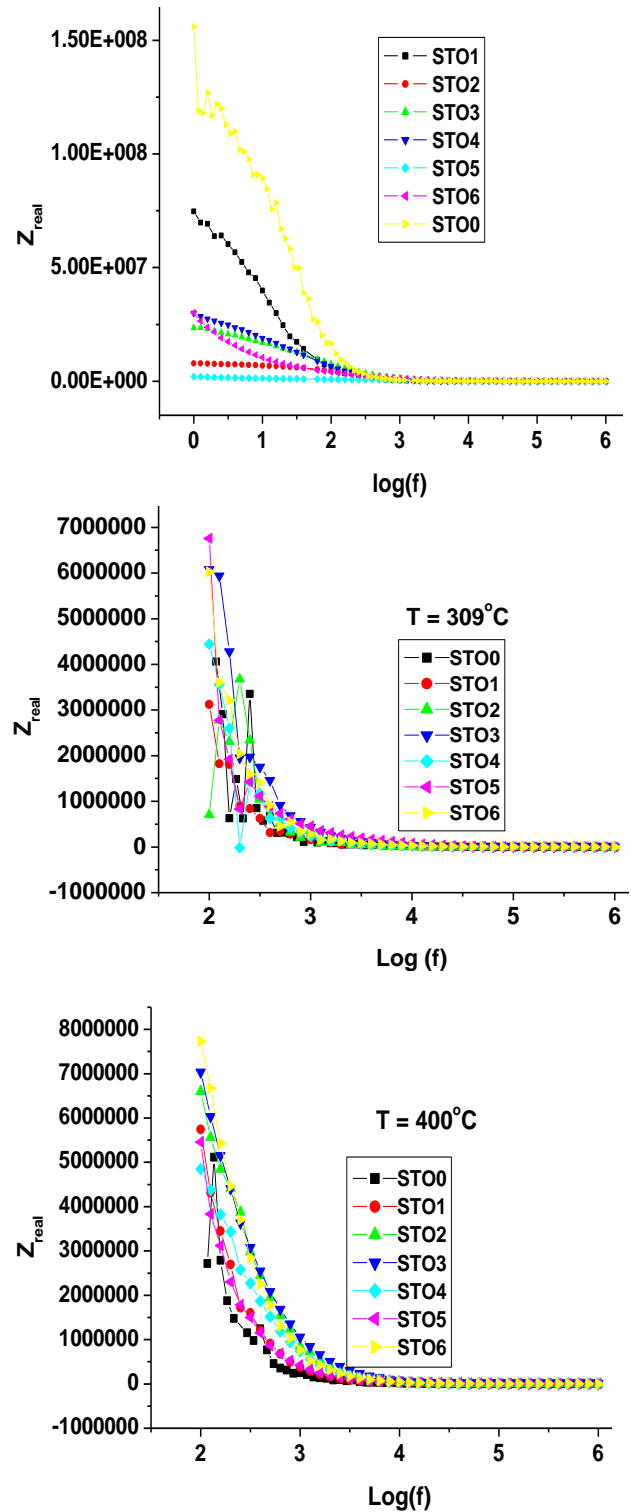 1.50E+008
1.00E+008
5.00E+007
0.00E+000
Z_real
STO1
STO2
STO3
STO4
STO5
STO6
STO0
0 1 2 3 4 5 6
log(f)
7000000
6000000
5000000
4000000
3000000
2000000
1000000
0
-1000000
Z_real
T = 309°C
STO0
STO1
STO2
STO3
STO4
STO5
STO6
2 3 4 5 6
Log (f)
8000000
7000000
6000000
5000000
4000000
3000000
2000000
1000000
0
-1000000
Z_real
T = 400°C
STO0
STO1
STO2
STO3
STO4
STO5
STO6
2 3 4 5 6
Log(f)